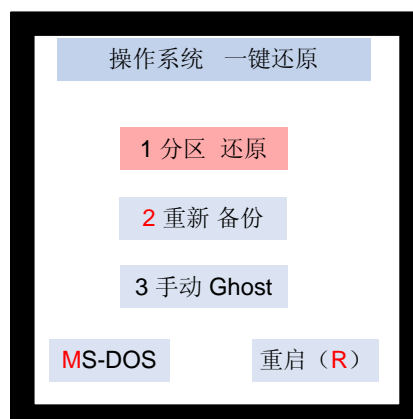 操作系统 一键还原
1 分区 还原
2 重新 备份
3 手动 Ghost
MS-DOS 重启（R）